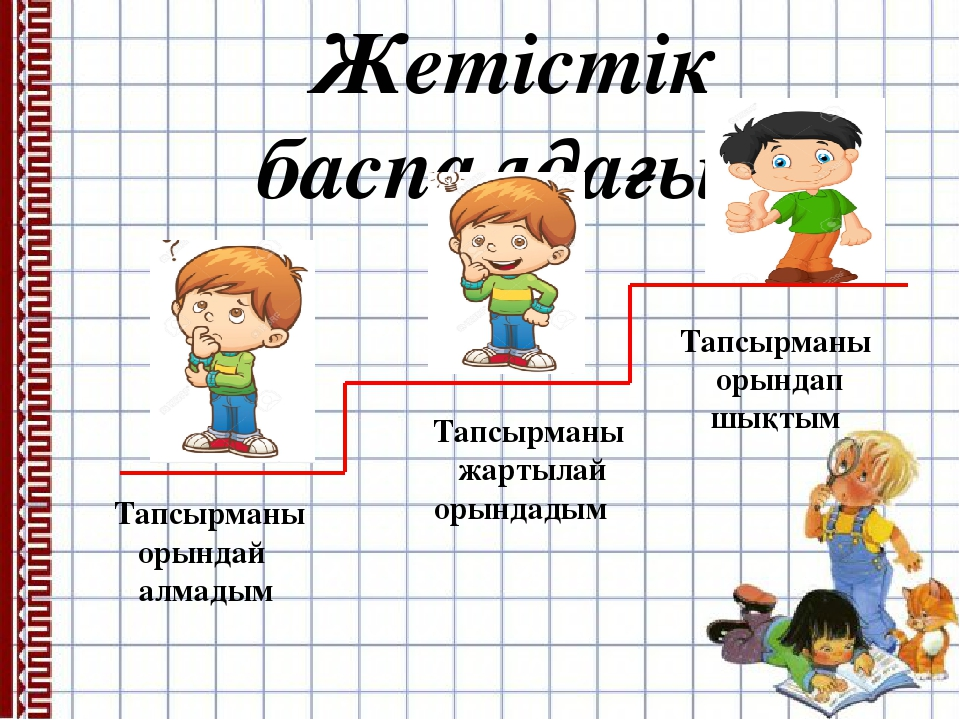 Жетістік
Тапсырманы
орындай
алмадым
Тапсырманы
жартылай
орындадым
Тапсырманы
орындап
шықтым